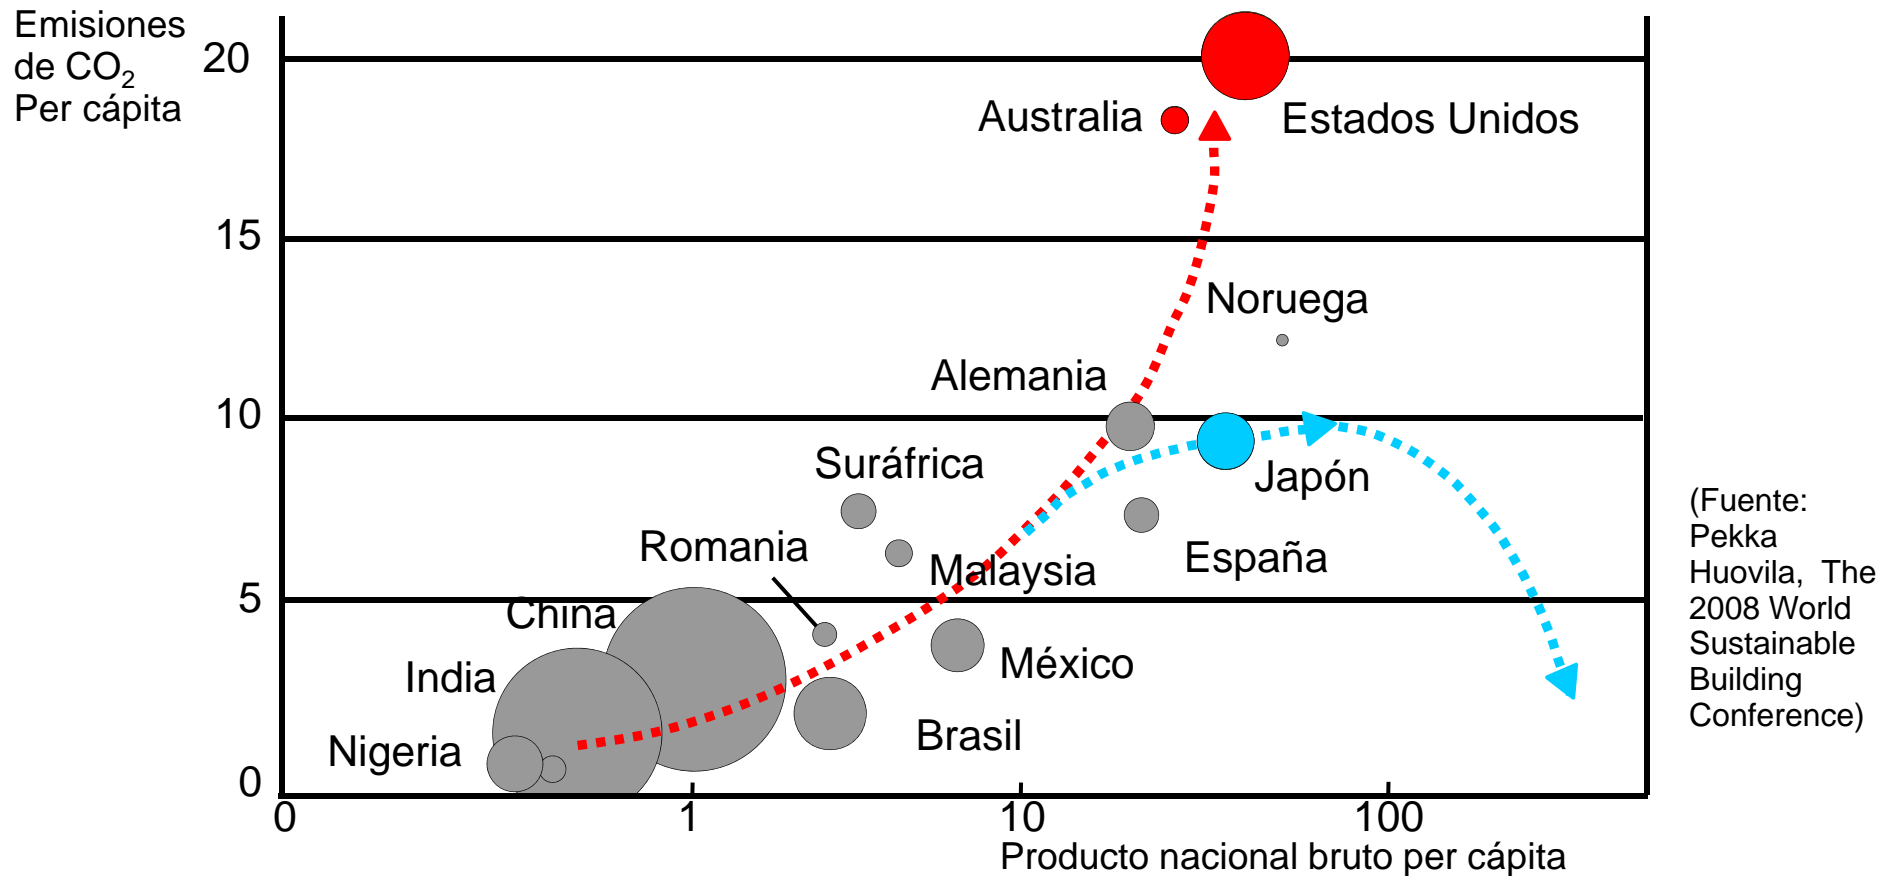 Emisiones
de CO₂
Per cápita
20
15
10
5
0
Australia
Estados Unidos
Noruega
Alemania
Suráfrica
Japón
Romania
Malaysia
España
China
India
México
Nigeria
Brasil
0
1
10
100
Producto nacional bruto per cápita
(Fuente:
Pekka
Huovila, The
2008 World
Sustainable
Building
Conference)